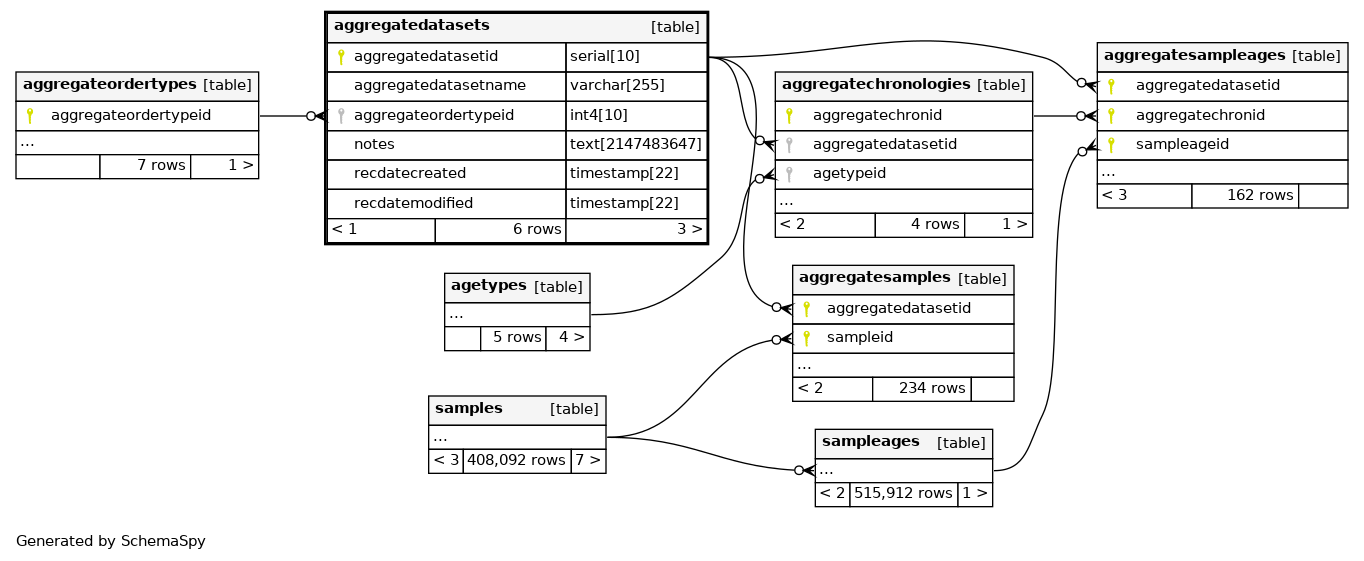 aggregateordertypes [table]
aggregateordertypeid
...
7 rows 1 >
aggregatedatasets [table]
aggregatedatasetid serial[10]
aggregatedatasetname varchar[255]
aggregateordertypeid int4[10]
notes text[2147483647]
recdatecreated timestamp[22]
recdatemodified timestamp[22]
< 1 6 rows 3 >
agetypes [table]
...
5 rows 4 >
samples [table]
...
< 3 408,092 rows 7 >
aggregatechronologies [table]
aggregatechronid
aggregatedatasetid
agetypeid
...
< 2 4 rows 1 >
aggregatesamples [table]
aggregatedatasetid
sampleid
...
< 2 234 rows
sampleages [table]
...
< 2 515,912 rows 1 >
aggregatesampleages [table]
aggregatedatasetid
aggregatechronid
sampleageid
...
< 3 162 rows
Generated by SchemaSpy